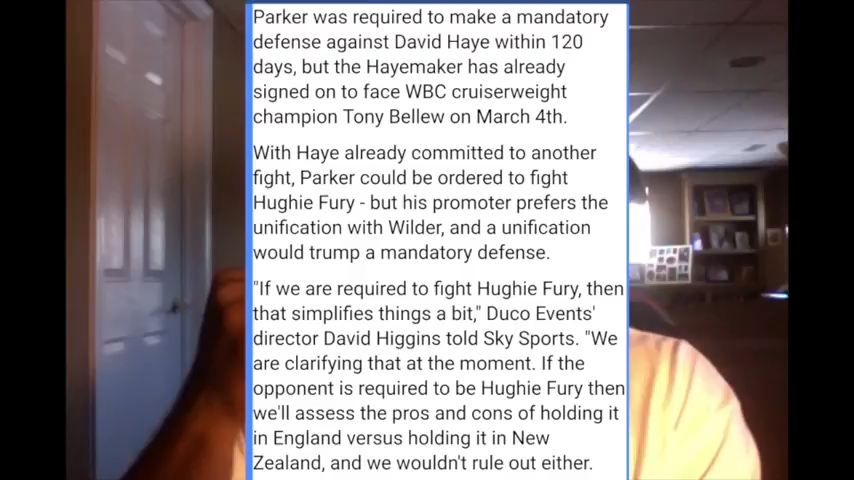 Parker was required to make a mandatory
defense against David Haye within 120
days, but the Hayemaker has already
signed on to face WBC cruiserweight
champion Tony Bellew on March 4th.
With Haye already committed to another
fight, Parker could be ordered to fight
Hughie Fury - but his promoter prefers the
unification with Wilder, and a unification
would trump a mandatory defense.
"If we are required to fight Hughie Fury, then
that simplifies things a bit," Duco Events'
director David Higgins told Sky Sports. "We
are clarifying that at the moment. If the
opponent is required to be Hughie Fury then
we'll assess the pros and cons of holding it
in England versus holding it in New
Zealand, and we wouldn't rule out either.